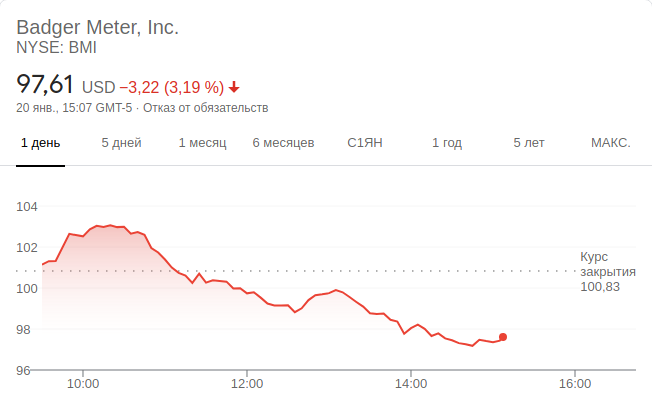 Badger Meter, Inc.
NYSE: BMI
97,61 USD −3,22 (3,19 %)
20 янв., 15:07 GMT-5 · Отказ от обязательств
1 день 5 дней 1 месяц 6 месяцев С1ЯН 1 год 5 лет МАКС.
104
102
100
98
96
Курс
закрытия
100,83
10:00 12:00 14:00 16:00